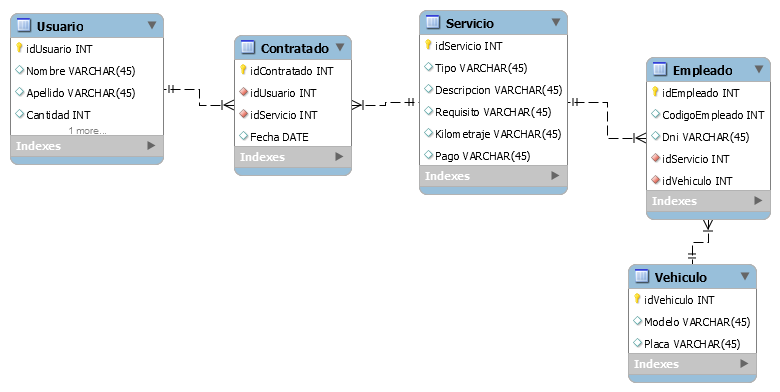 Usuario
idUsuario INT
Nombre VARCHAR(45)
Apellido VARCHAR(45)
Cantidad INT
1 more...
Indexes
Contratado
idContratado INT
idUsuario INT
idServicio INT
Fecha DATE
Indexes
Servicio
idServicio INT
Tipo VARCHAR(45)
Descripcion VARCHAR(45)
Requisito VARCHAR(45)
Kilometraje VARCHAR(45)
Pago VARCHAR(45)
Indexes
Empleado
idEmpleado INT
CodigoEmpleado INT
Dni VARCHAR(45)
idServicio INT
idVehiculo INT
Indexes
Vehiculo
idVehiculo INT
Modelo VARCHAR(45)
Placa VARCHAR(45)
Indexes